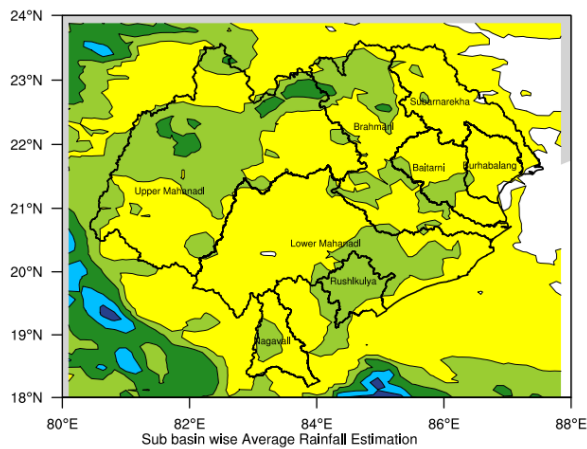 24°N
23°N
22°N
21°N
20°N
19°N
18°N
Subarnarekha
Brahmani
Baitarni
Burhabalang
Upper Mahanadi
Lower Mahanadi
Rushlkulya
Nagavali
80°E 82°E 84°E 86°E 88°E
Sub basin wise Average Rainfall Estimation